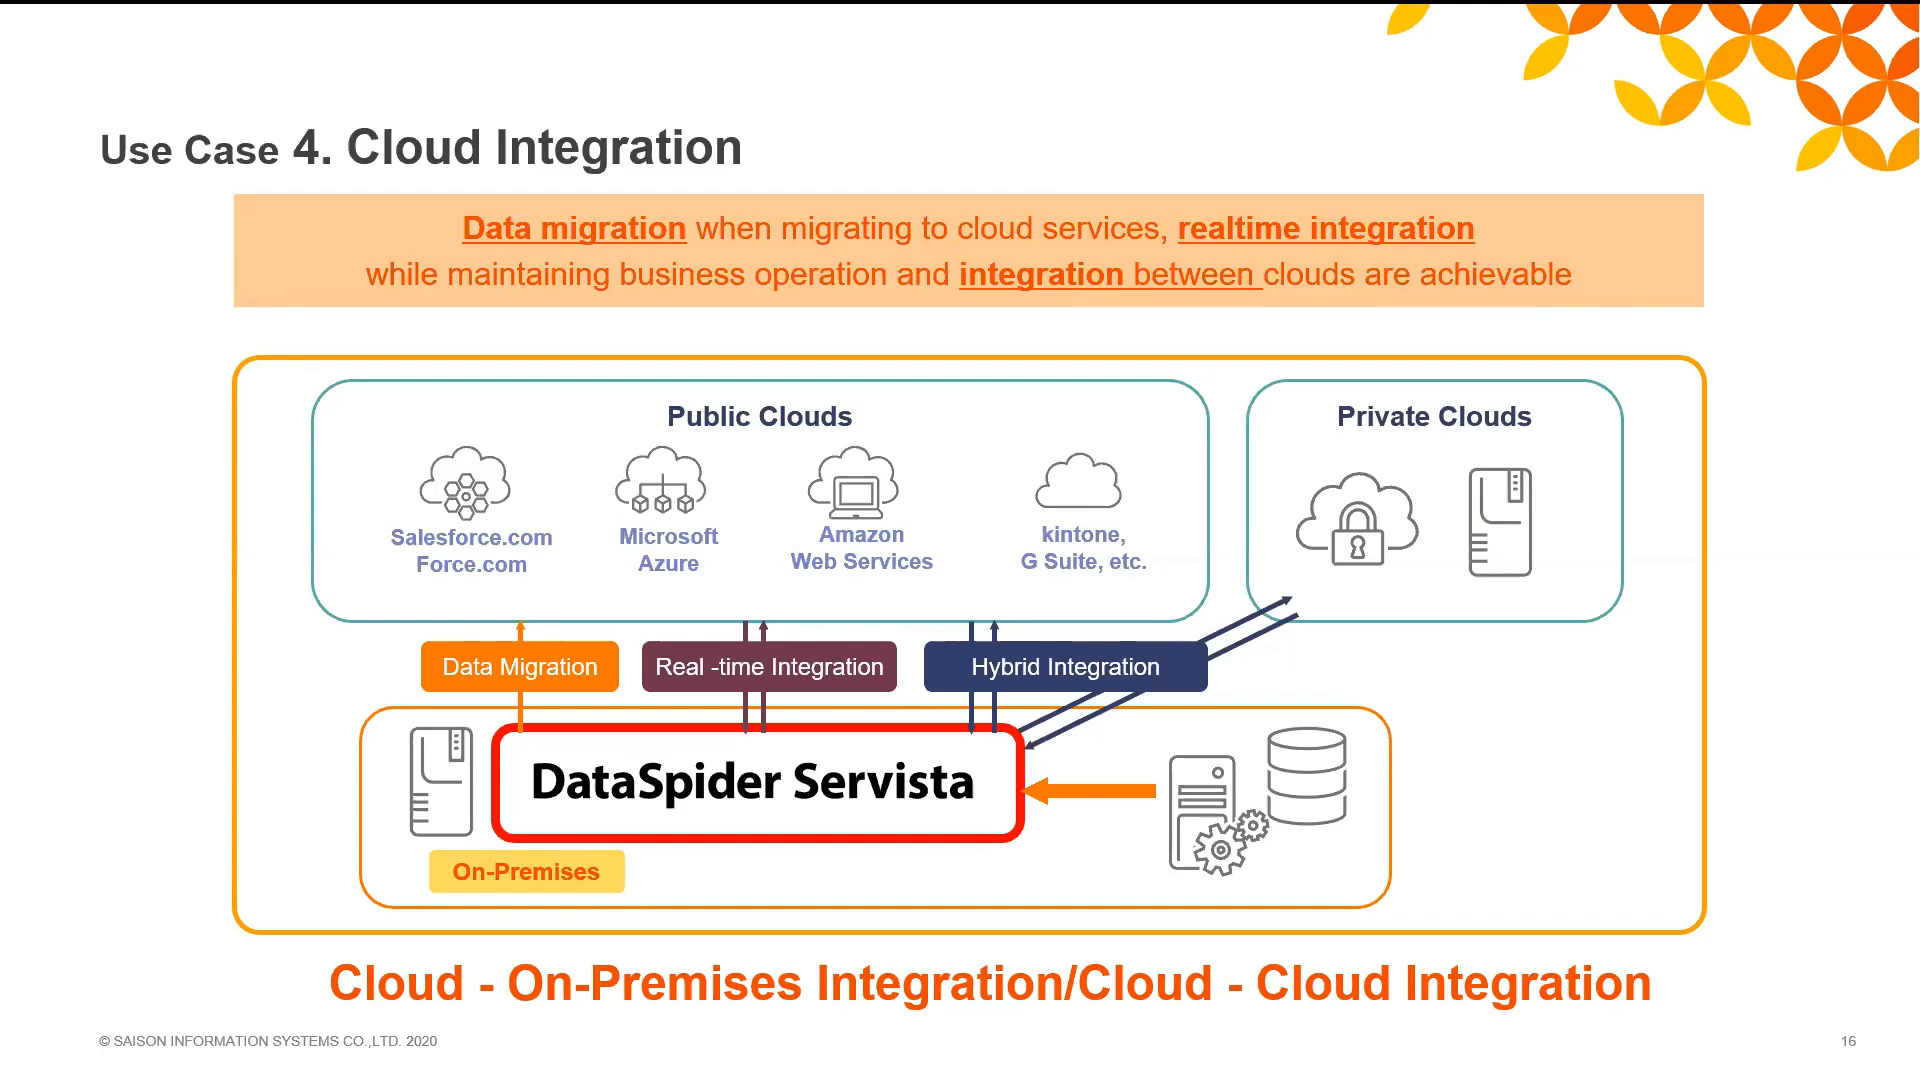 Use Case 4. Cloud Integration
Data migration when migrating to cloud services, realtime integration
while maintaining business operation and integration between clouds are achievable
Public Clouds
Private Clouds
Salesforce.com
Force.com
Microsoft
Azure
Amazon
Web Services
kintone,
G Suite, etc.
Data Migration
Real -time Integration
Hybrid Integration
DataSpider Servista
On-Premises
Cloud - On-Premises Integration/Cloud - Cloud Integration
© SAISON INFORMATION SYSTEMS CO.,LTD. 2020
16